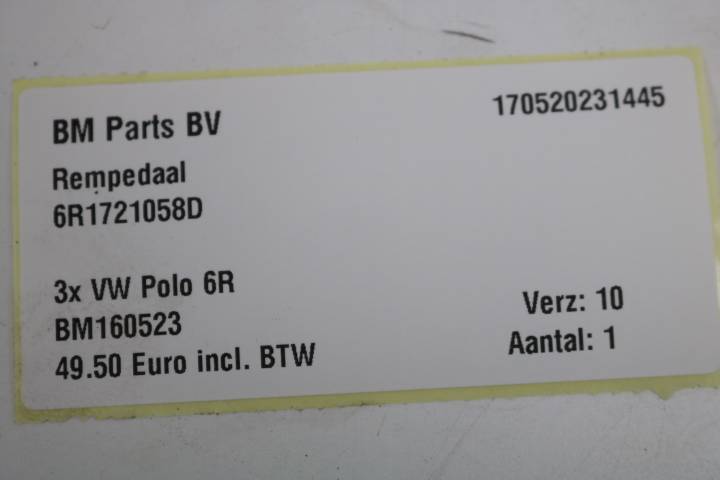 BM Parts BV
170520231445
Rempedaal
6R1721058D
3x VW Polo 6R
BM160523
49.50 Euro incl. BTW
Verz: 10
Aantal: 1